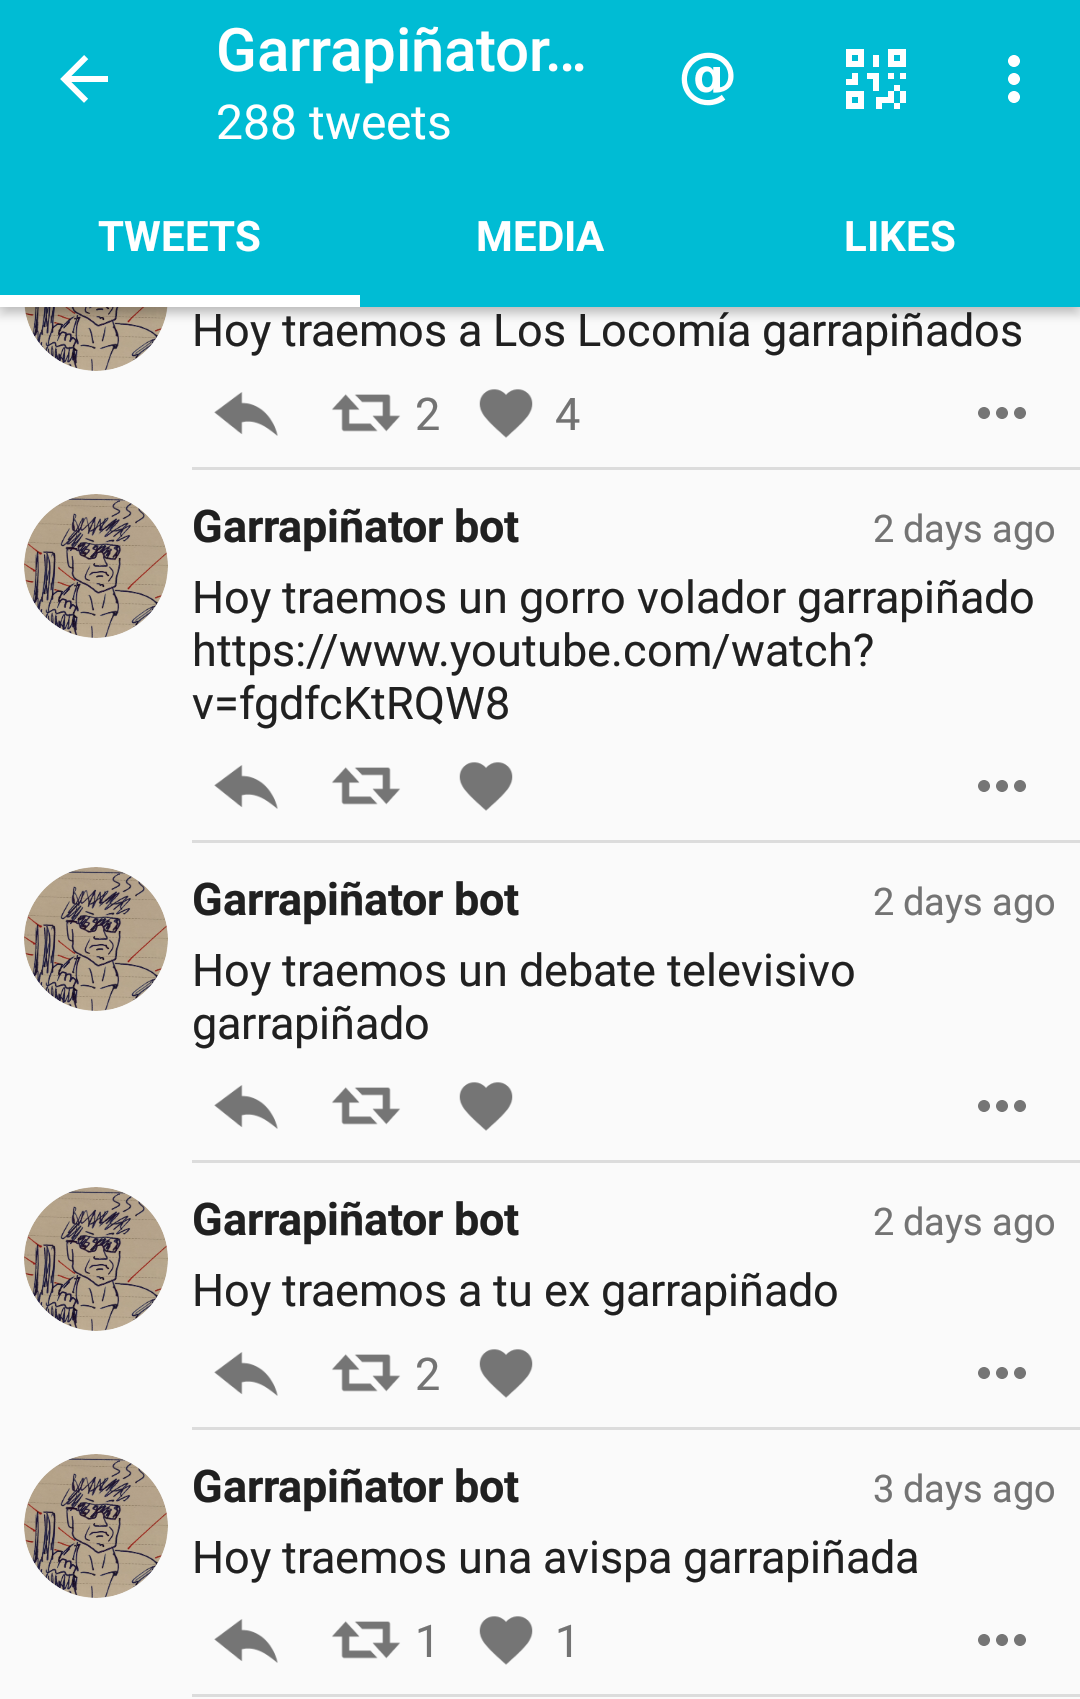 Garrapiñator...
288 tweets
TWEETS
MEDIA
LIKES
Hoy traemos a Los Locomía garrapiñados
2
4
Garrapiñator bot
2 days ago
Hoy traemos un gorro volador garrapiñado
https://www.youtube.com/watch?
v=fgdfcKtRQW8
Garrapiñator bot
2 days ago
Hoy traemos un debate televisivo
garrapiñado
Garrapiñator bot
2 days ago
Hoy traemos a tu ex garrapiñado
2
Garrapiñator bot
3 days ago
Hoy traemos una avispa garrapiñada
1
1